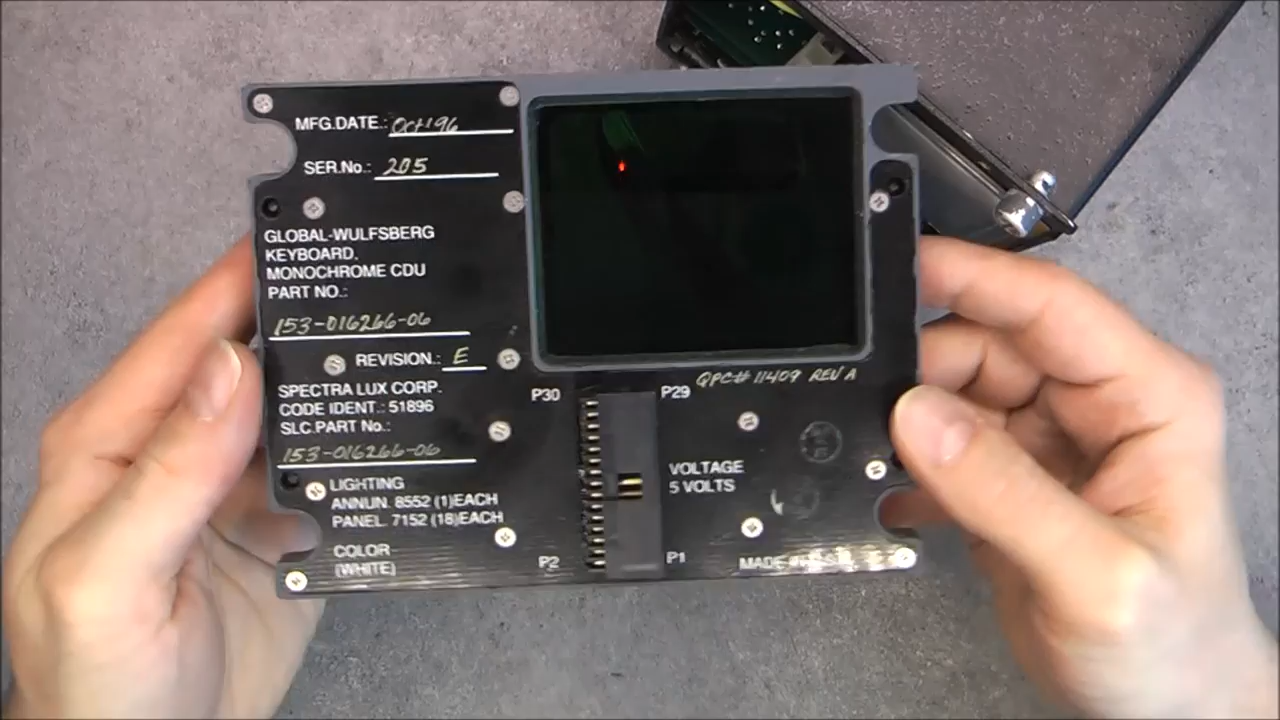 MFG.DATE.: Oct '96
SER.No.: 205
GLOBAL-WULFSBERG
KEYBOARD,
MONOCHROME CDU
PART NO.:
153-016266-06
REVISION.: E
SPECTRA LUX CORP.
CODE IDENT.: 51896
SLC.PART No.:
153-016266-06
LIGHTING
ANNUN. 8552 (1)EACH
PANEL. 7152 (18)EACH
COLOR
(WHITE)
QPC# 11409 REV A
P30
P29
VOLTAGE
5 VOLTS
P2
P1
MADE IN